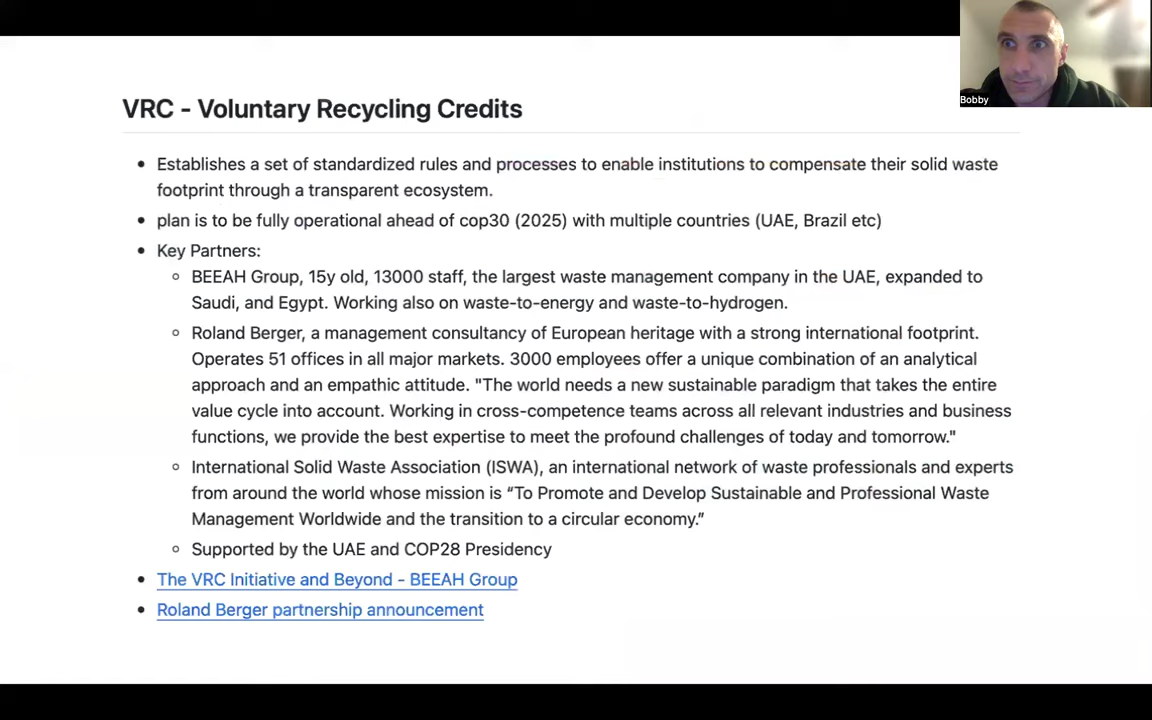 VRC - Voluntary Recycling Credits
• Establishes a set of standardized rules and processes to enable institutions to compensate their solid waste
footprint through a transparent ecosystem.
• plan is to be fully operational ahead of cop30 (2025) with multiple countries (UAE, Brazil etc)
• Key Partners:
◦ BEEAH Group, 15y old, 13000 staff, the largest waste management company in the UAE, expanded to
Saudi, and Egypt. Working also on waste-to-energy and waste-to-hydrogen.
◦ Roland Berger, a management consultancy of European heritage with a strong international footprint.
Operates 51 offices in all major markets. 3000 employees offer a unique combination of an analytical
approach and an empathic attitude. "The world needs a new sustainable paradigm that takes the entire
value cycle into account. Working in cross-competence teams across all relevant industries and business
functions, we provide the best expertise to meet the profound challenges of today and tomorrow."
◦ International Solid Waste Association (ISWA), an international network of waste professionals and experts
from around the world whose mission is “To Promote and Develop Sustainable and Professional Waste
Management Worldwide and the transition to a circular economy.”
◦ Supported by the UAE and COP28 Presidency
• The VRC Initiative and Beyond - BEEAH Group
• Roland Berger partnership announcement
Bobby